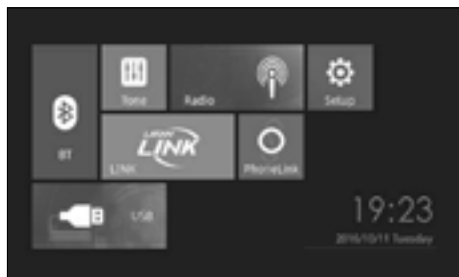 Tone
Radio
Setup
BT
LINK
LINK
PhoneLink
USB
19:23
2016/10/11 Tuesday